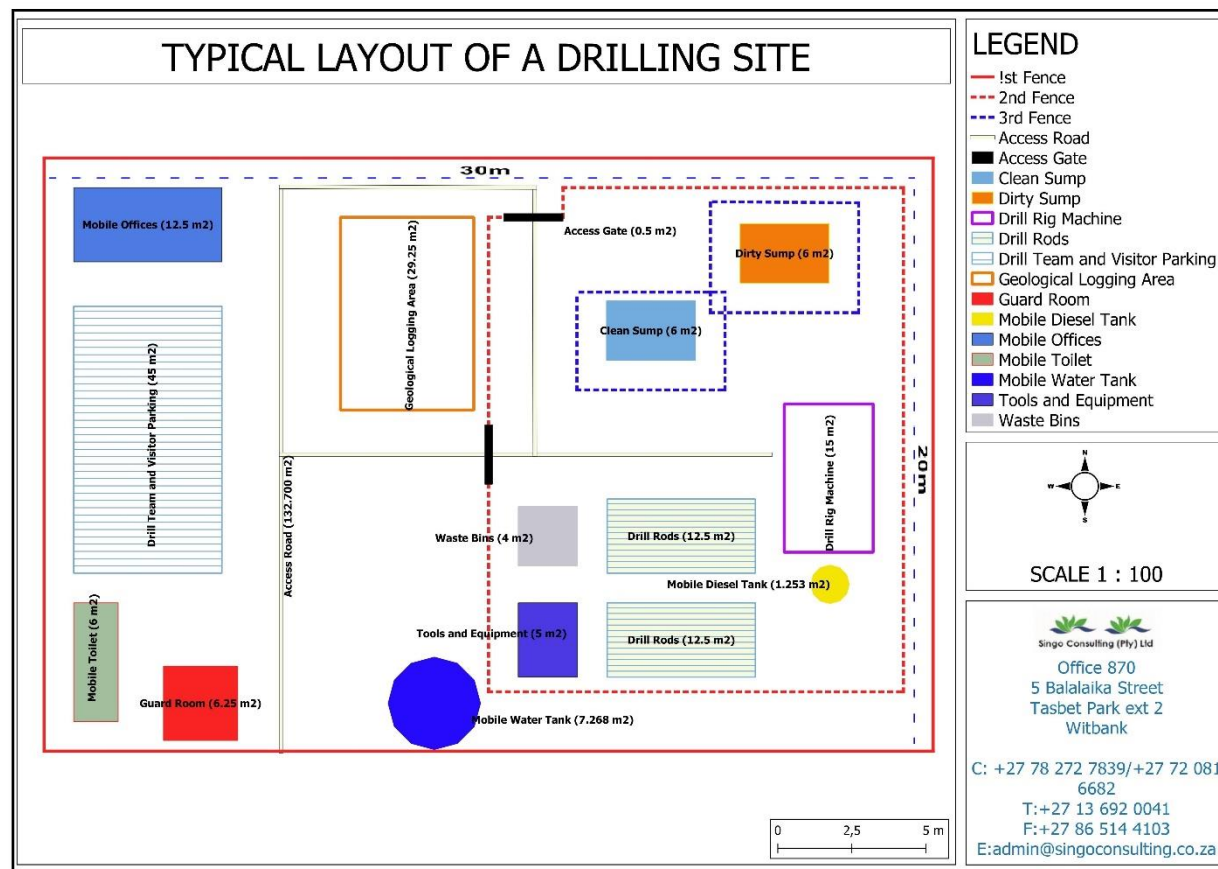 TYPICAL LAYOUT OF A DRILLING SITE
30m
Mobile Offices (12.5 m2)
Geological Logging Area (29.25 m2)
Access Gate (0.5 m2)
Dirty Sump (6 m2)
Clean Sump (6 m2)
Drill Team and Visitor Parking (45 m2)
20m
Access Road (132.700 m2)
Drill Rig Machine (15 m2)
Waste Bins (4 m2)
Drill Rods (12.5 m2)
Mobile Diesel Tank (1.253 m2)
Tools and Equipment (5 m2)
Drill Rods (12.5 m2)
Mobile Toilet (6 m2)
Guard Room (6.25 m2)
Mobile Water Tank (7.268 m2)
0 2,5 5 m
LEGEND
!st Fence
2nd Fence
3rd Fence
Access Road
Access Gate
Clean Sump
Dirty Sump
Drill Rig Machine
Drill Rods
Drill Team and Visitor Parking
Geological Logging Area
Guard Room
Mobile Diesel Tank
Mobile Offices
Mobile Toilet
Mobile Water Tank
Tools and Equipment
Waste Bins
N
W E
S
SCALE 1 : 100
Singo Consulting (Pty) Ltd
Office 870
5 Balalaika Street
Tasbet Park ext 2
Witbank
C: +27 78 272 7839/+27 72 081
6682
T:+27 13 692 0041
F:+27 86 514 4103
E:admin@singoconsulting.co.za